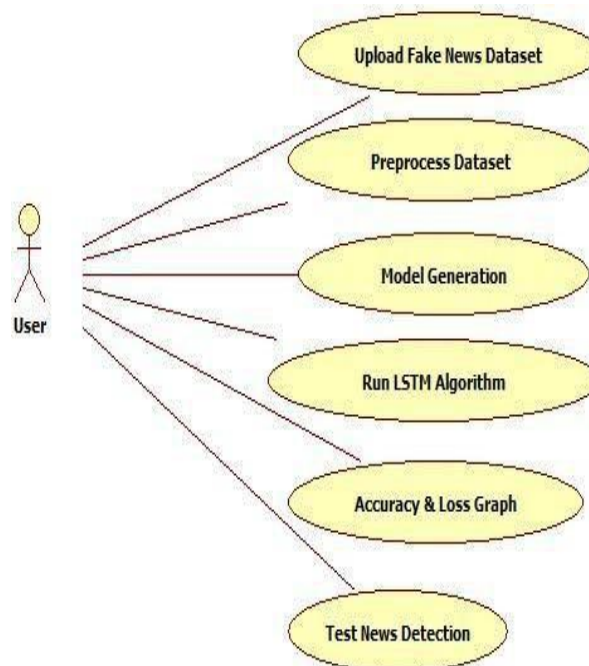 Upload Fake News Dataset
Preprocess Dataset
Model Generation
User
Run LSTM Algorithm
Accuracy & Loss Graph
Test News Detection